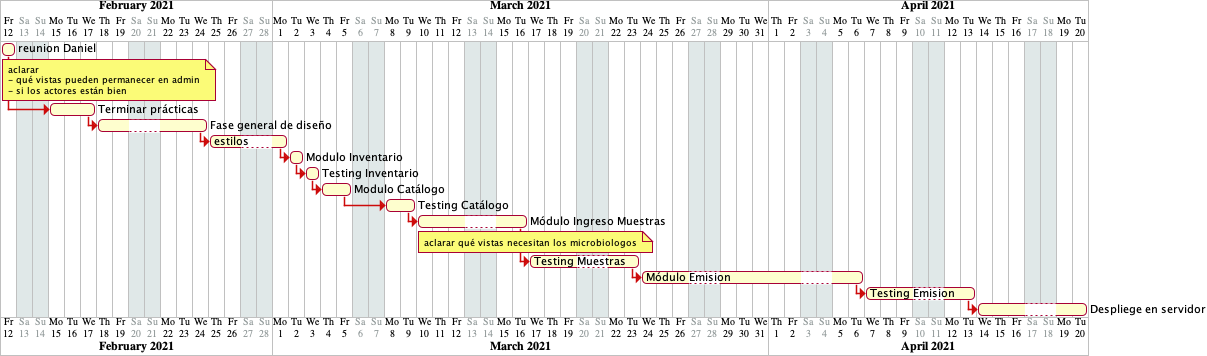 February 2021 March 2021 April 2021
Fr Sa Su Mo Tu We Th Fr Sa Su Mo Tu We Th Fr Sa Su Mo Tu We Th Fr Sa Su Mo Tu We Th Fr Sa Su Mo Tu We Th Fr Sa Su Mo Tu We Th Fr Sa Su Mo Tu We Th Fr Sa Su Mo Tu We Th Fr Sa Su Mo Tu We Th Fr Sa Su Mo Tu
12 13 14 15 16 17 18 19 20 21 22 23 24 25 26 27 28 1 2 3 4 5 6 7 8 9 10 11 12 13 14 15 16 17 18 19 20 21 22 23 24 25 26 27 28 29 30 31 1 2 3 4 5 6 7 8 9 10 11 12 13 14 15 16 17 18 19 20
reunion Daniel
aclarar
- qué vistas pueden permanecer en admin
- si los actores están bien
Terminar prácticas
Fase general de diseño
estilos
Modulo Inventario
Testing Inventario
Modulo Catálogo
Testing Catálogo
Módulo Ingreso Muestras
aclarar qué vistas necesitan los microbiologos
Testing Muestras
Módulo Emision
Testing Emision
Despliege en servidor
Fr Sa Su Mo Tu We Th Fr Sa Su Mo Tu We Th Fr Sa Su Mo Tu We Th Fr Sa Su Mo Tu We Th Fr Sa Su Mo Tu We Th Fr Sa Su Mo Tu We Th Fr Sa Su Mo Tu We Th Fr Sa Su Mo Tu We Th Fr Sa Su Mo Tu We Th Fr Sa Su Mo Tu
12 13 14 15 16 17 18 19 20 21 22 23 24 25 26 27 28 1 2 3 4 5 6 7 8 9 10 11 12 13 14 15 16 17 18 19 20 21 22 23 24 25 26 27 28 29 30 31 1 2 3 4 5 6 7 8 9 10 11 12 13 14 15 16 17 18 19 20
February 2021 March 2021 April 2021